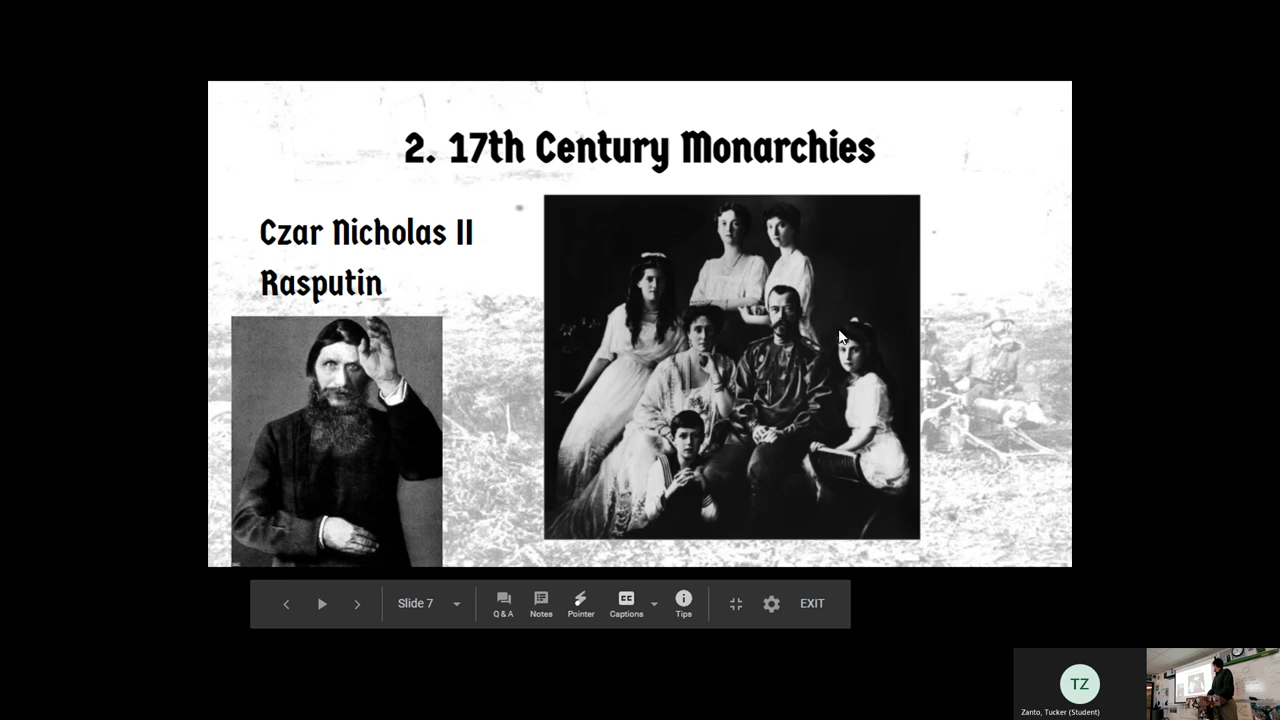 2. 17th Century Monarchies
Czar Nicholas II
Rasputin
Slide 7
Q & A
Notes
Pointer
CC
Captions
Tips
EXIT
TZ
Zanto, Tucker (Student)